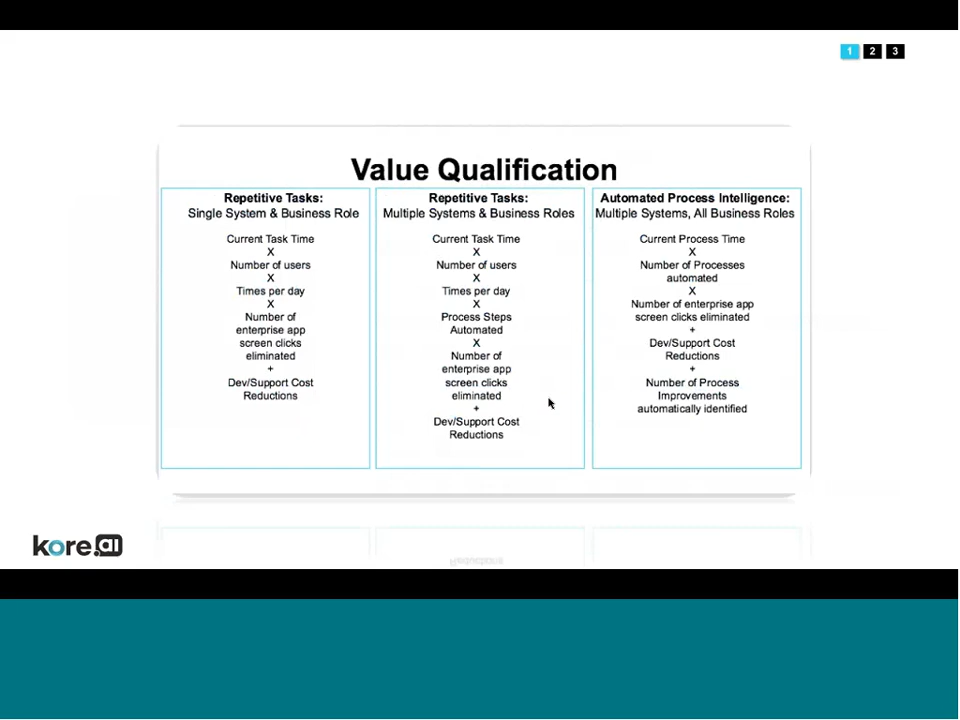 1 2 3
Value Qualification
Repetitive Tasks:
Single System & Business Role
Current Task Time
X
Number of users
X
Times per day
X
Number of
enterprise app
screen clicks
eliminated
+
Dev/Support Cost
Reductions
Repetitive Tasks:
Multiple Systems & Business Roles
Current Task Time
X
Number of users
X
Times per day
X
Process Steps
Automated
X
Number of
enterprise app
screen clicks
eliminated
+
Dev/Support Cost
Reductions
Automated Process Intelligence:
Multiple Systems, All Business Roles
Current Process Time
X
Number of Processes
automated
X
Number of enterprise app
screen clicks eliminated
+
Dev/Support Cost
Reductions
+
Number of Process
Improvements
automatically identified
kore.ai
Reductions